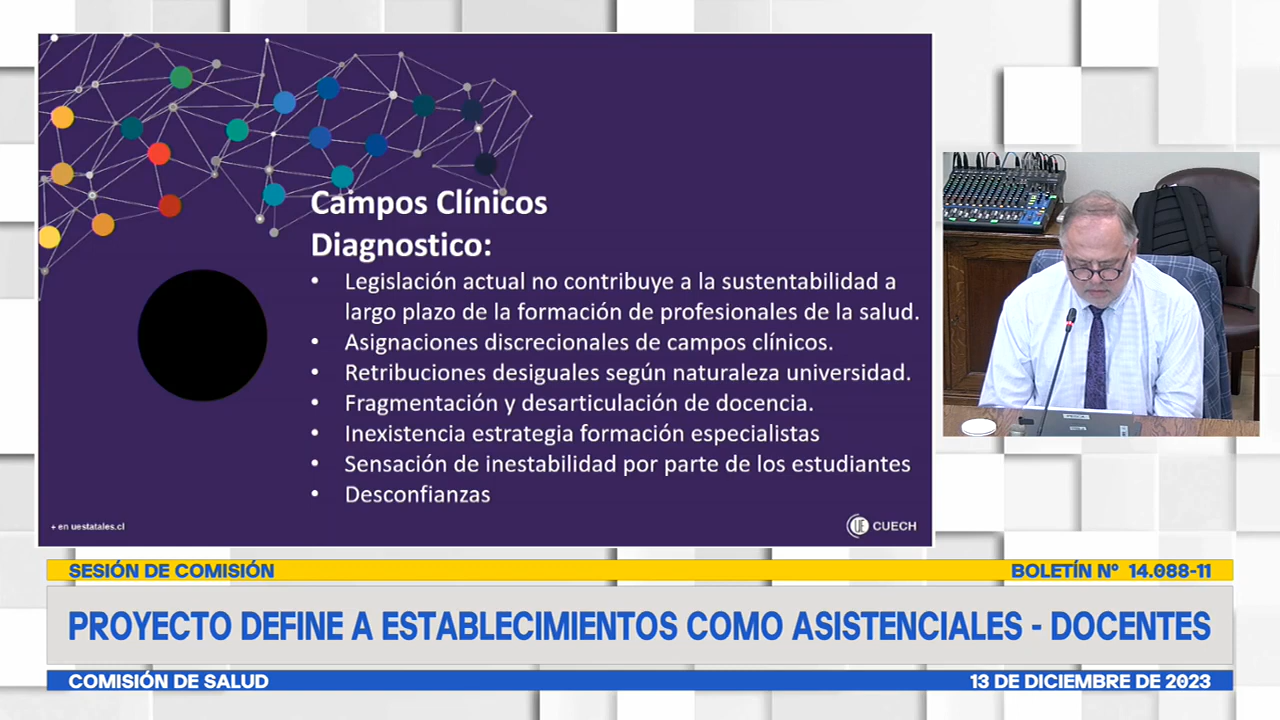 Campos Clínicos
Diagnostico:
• Legislación actual no contribuye a la sustentabilidad a
largo plazo de la formación de profesionales de la salud.
• Asignaciones discrecionales de campos clínicos.
• Retribuciones desiguales según naturaleza universidad.
• Fragmentación y desarticulación de docencia.
• Inexistencia estrategia formación especialistas
• Sensación de inestabilidad por parte de los estudiantes
• Desconfianzas
+ en uestatales.cl
UE CUECH
SESIÓN DE COMISIÓN
BOLETÍN N° 14.088-11
PROYECTO DEFINE A ESTABLECIMIENTOS COMO ASISTENCIALES - DOCENTES
COMISIÓN DE SALUD
13 DE DICIEMBRE DE 2023